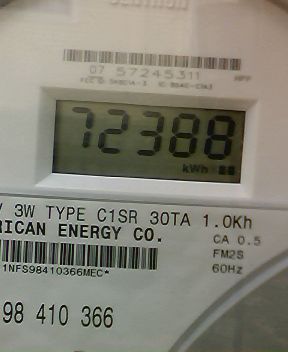 07 57245311
72388
kWh
V 3W TYPE C1SR 30TA 1.0Kh
RICAN ENERGY CO.
CA 0.5
FM2S
60Hz
1NFS98410366MEC*
98 410 366